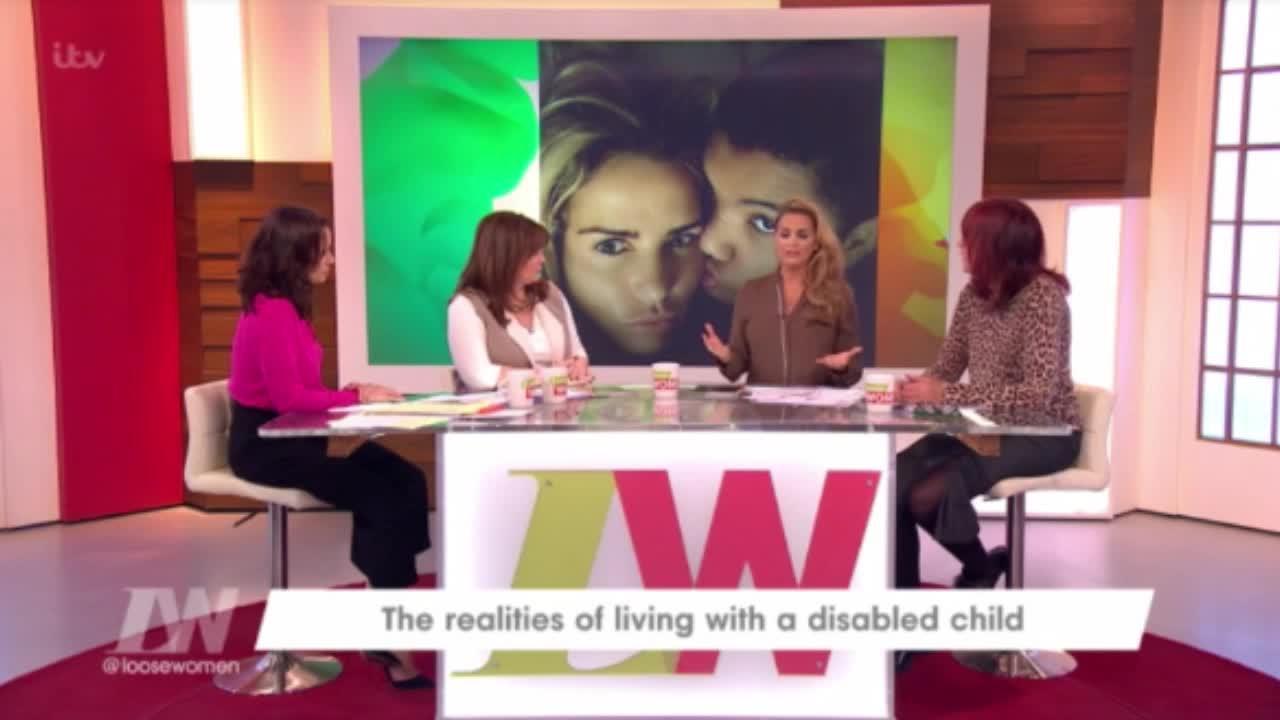 itv
LW
The realities of living with a disabled child
LW
@loosewomen